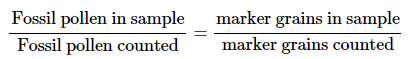 Fossil pollen in sample / Fossil pollen counted = marker grains in sample / marker grains counted